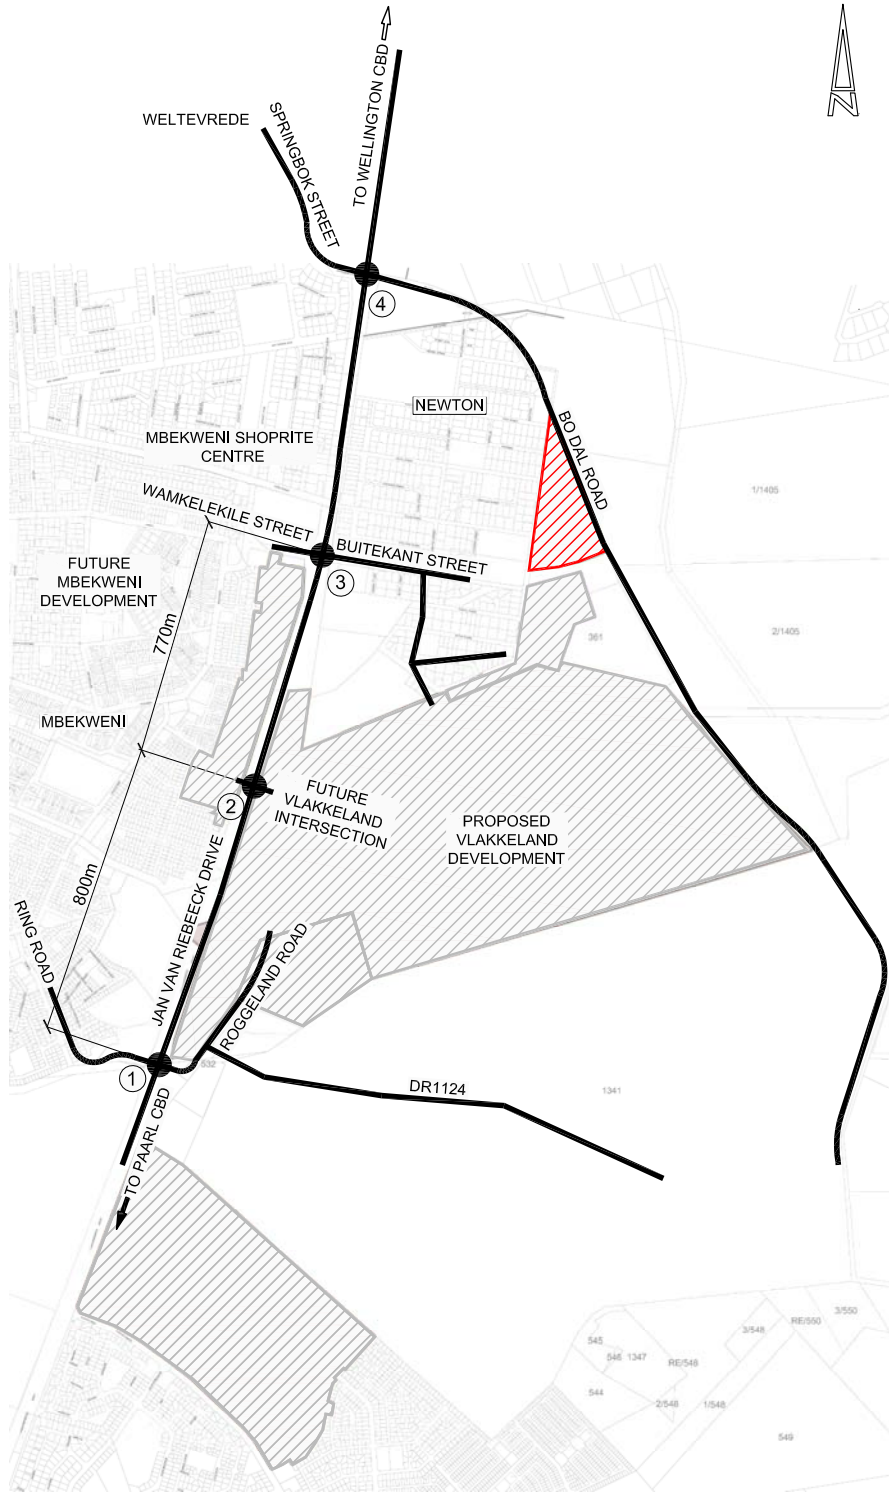 TO WELLINGTON CBD
N
WELTEVREDE
SPRINGBOK STREET
4
NEWTON
BO DAL ROAD
MBEKWENI SHOPRITE
CENTRE
1/1405
WAMKELEKILE STREET
BUITEKANT STREET
3
FUTURE
MBEKWENI
DEVELOPMENT
770m
361
2/1405
MBEKWENI
2
FUTURE
VLAKKELAND
INTERSECTION
PROPOSED
VLAKKELAND
DEVELOPMENT
800m
JAN VAN RIEBEECK DRIVE
RING ROAD
ROGGELAND ROAD
532
1
DR1124
1341
TO PAARL CBD
3/550
RE/550
3/548
545
546
1347
RE/548
544
2/548
1/548
549